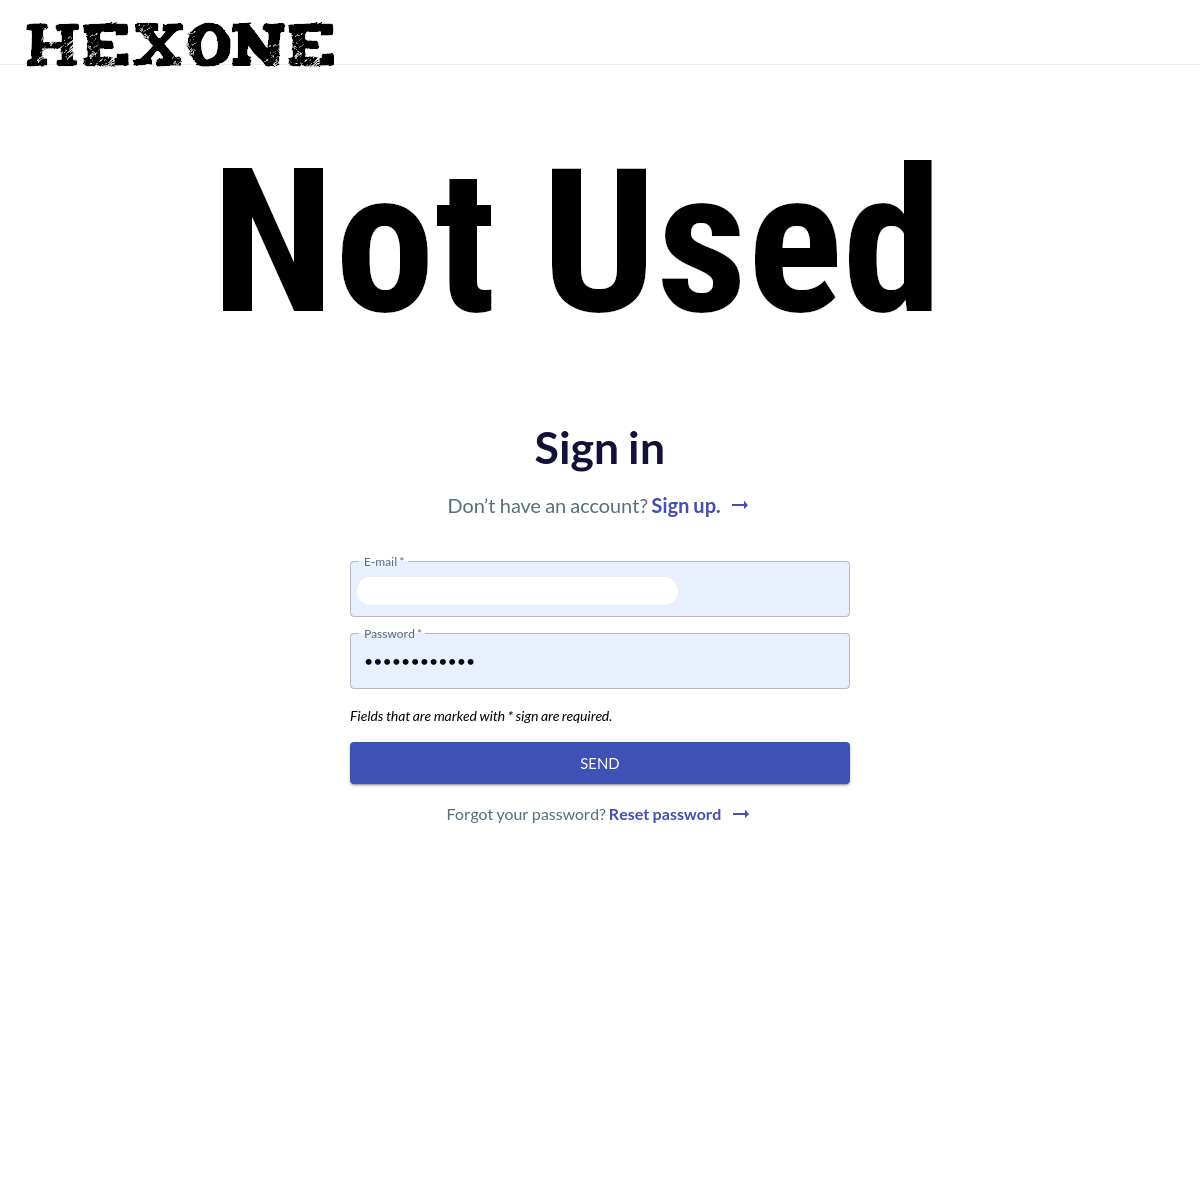 HEXONE
Not Used
Sign in
Don’t have an account? Sign up. →
E-mail *
Password *
••••••••••••
Fields that are marked with * sign are required.
SEND
Forgot your password? Reset password →